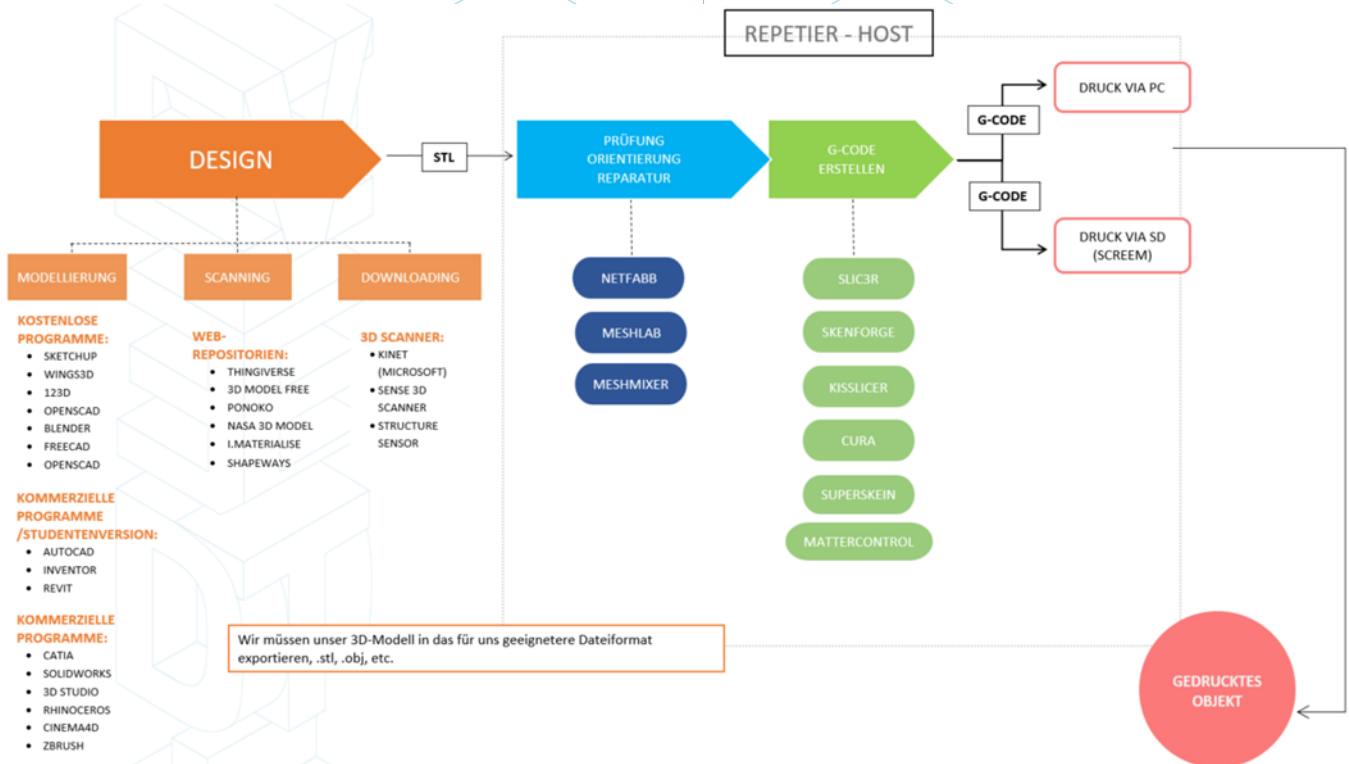 REPETIER - HOST
DESIGN
STL
PRÜFUNG
ORIENTIERUNG
REPARATUR
G-CODE
ERSTELLEN
G-CODE
G-CODE
DRUCK VIA PC
DRUCK VIA SD
(SCREEM)
MODELLIERUNG
KOSTENLOSE
PROGRAMME:
SKETCHUP
WINGS3D
123D
OPENSCAD
BLENDER
FREECAD
OPENSCAD
KOMMERZIELLE
PROGRAMME
/STUDENTENVERSION:
AUTOCAD
INVENTOR
REVIT
KOMMERZIELLE
PROGRAMME:
CATIA
SOLIDWORKS
3D STUDIO
RHINOCEROS
CINEMA4D
ZBRUSH
SCANNING
WEB-
REPOSITORIEN:
THINGIVERSE
3D MODEL FREE
PONOKO
NASA 3D MODEL
I.MATERIALISE
SHAPEWAYS
DOWNLOADING
3D SCANNER:
KINET
(MICROSOFT)
SENSE 3D
SCANNER
STRUCTURE
SENSOR
NETFABB
MESHLAB
MESHMIXER
SLIC3R
SKENFORGE
KISSLICER
CURA
SUPERSKEIN
MATTERCONTROL
Wir müssen unser 3D-Modell in das für uns geeignetere Dateiformat
exportieren, .stl, .obj, etc.
GEDRUCKTES
OBJEKT